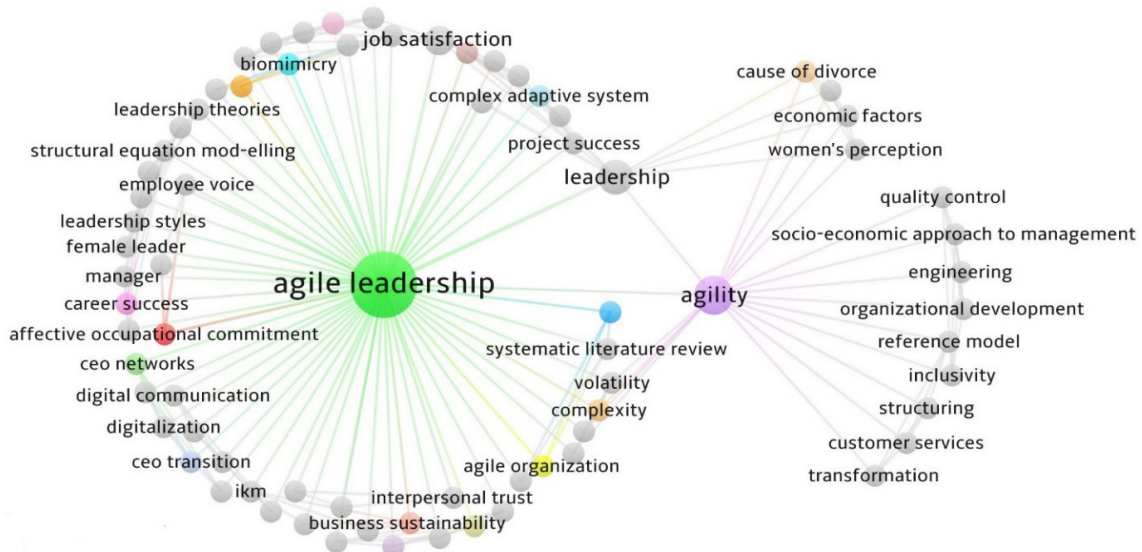 job satisfaction
biomimicry
leadership theories
structural equation mod-elling
employee voice
leadership styles
female leader
manager
career success
affective occupational commitment
ceo networks
digital communication
digitalization
ceo transition
ikm
business sustainability
interpersonal trust
agile organization
complexity
volatility
systematic literature review
agile leadership
complex adaptive system
project success
leadership
agility
cause of divorce
economic factors
women's perception
quality control
socio-economic approach to management
engineering
organizational development
reference model
inclusivity
structuring
customer services
transformation